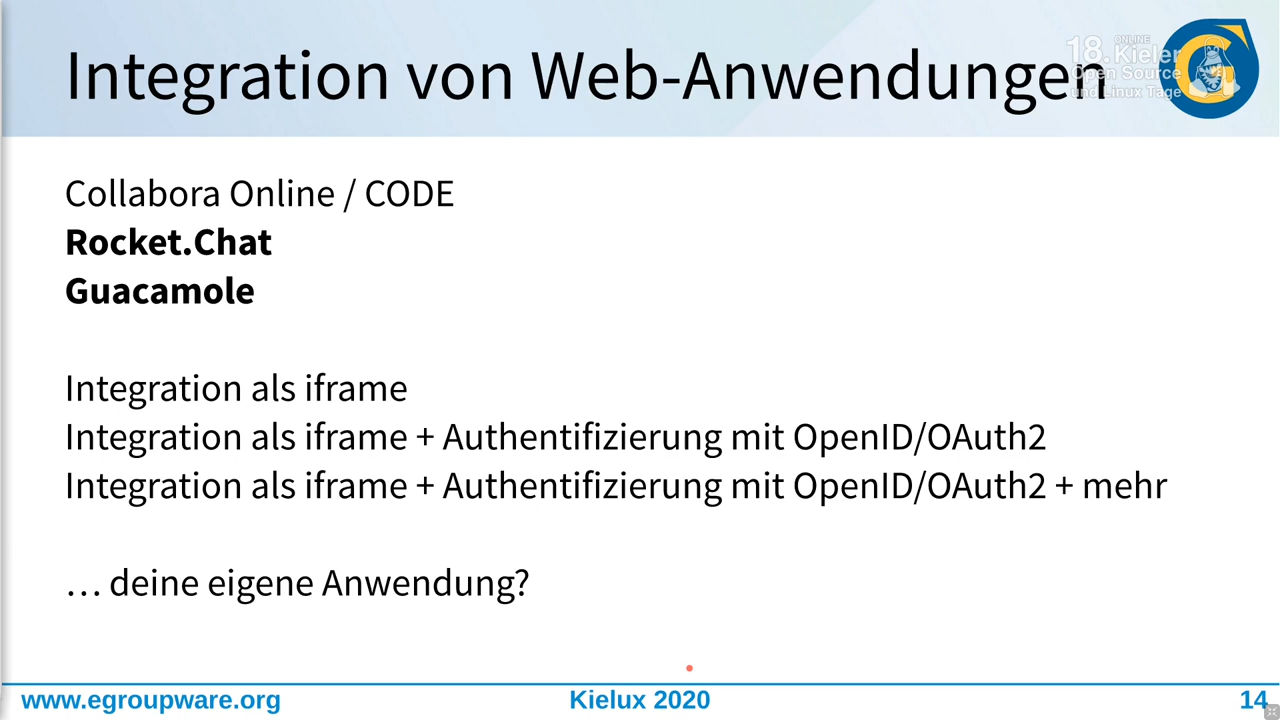 Integration von Web-Anwendungen
ONLINE
18. Kieler
Open Source
und Linux Tage
Collabora Online / CODE
Rocket.Chat
Guacamole
Integration als iframe
Integration als iframe + Authentifizierung mit OpenID/OAuth2
Integration als iframe + Authentifizierung mit OpenID/OAuth2 + mehr
… deine eigene Anwendung?
www.egroupware.org
Kielux 2020
14